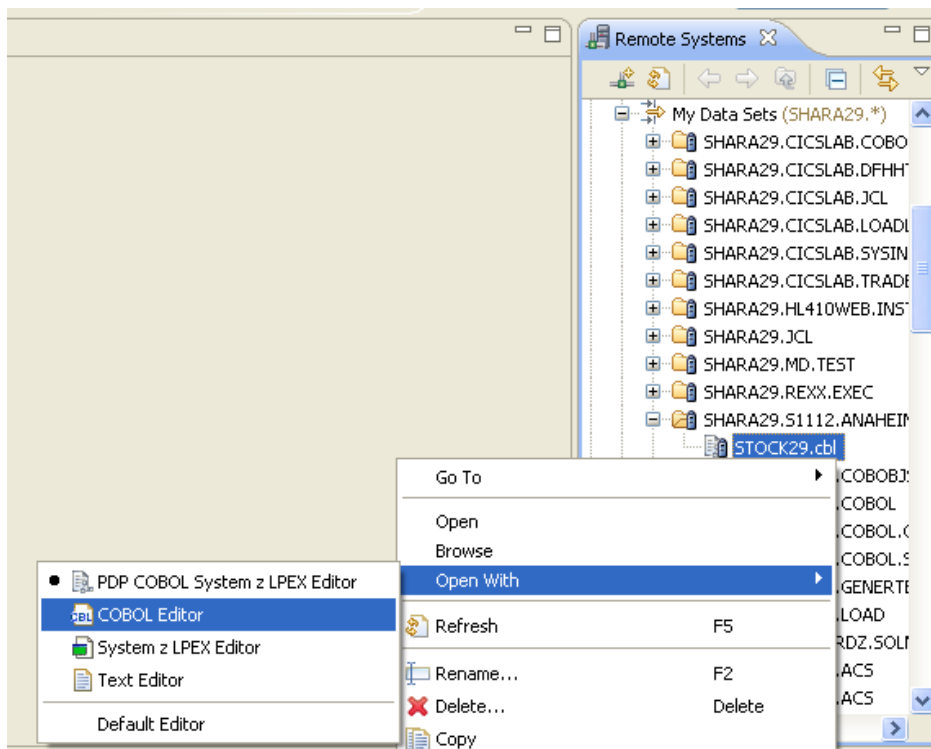 Remote Systems
My Data Sets (SHARA29.*)
SHARA29.CICSLAB.COBO
SHARA29.CICSLAB.DFHH
SHARA29.CICSLAB.JCL
SHARA29.CICSLAB.LOADL
SHARA29.CICSLAB.SYSIN
SHARA29.CICSLAB.TRADE
SHARA29.HL410WEB.INST
SHARA29.JCL
SHARA29.MD.TEST
SHARA29.REXX.EXEC
SHARA29.S1112.ANAHEIM
STOCK29.cbl
Go To
.COBOBJ
.COBOL
Open
.COBOL.
Browse
.COBOL.S
Open With
.GENERTE
PDP COBOL System z LPEX Editor
COBOL Editor
.LOAD
Refresh F5
RDZ.SOL
System z LPEX Editor
.ACS
Rename... F2
Text Editor
.ACS
Delete... Delete
Default Editor
Copy